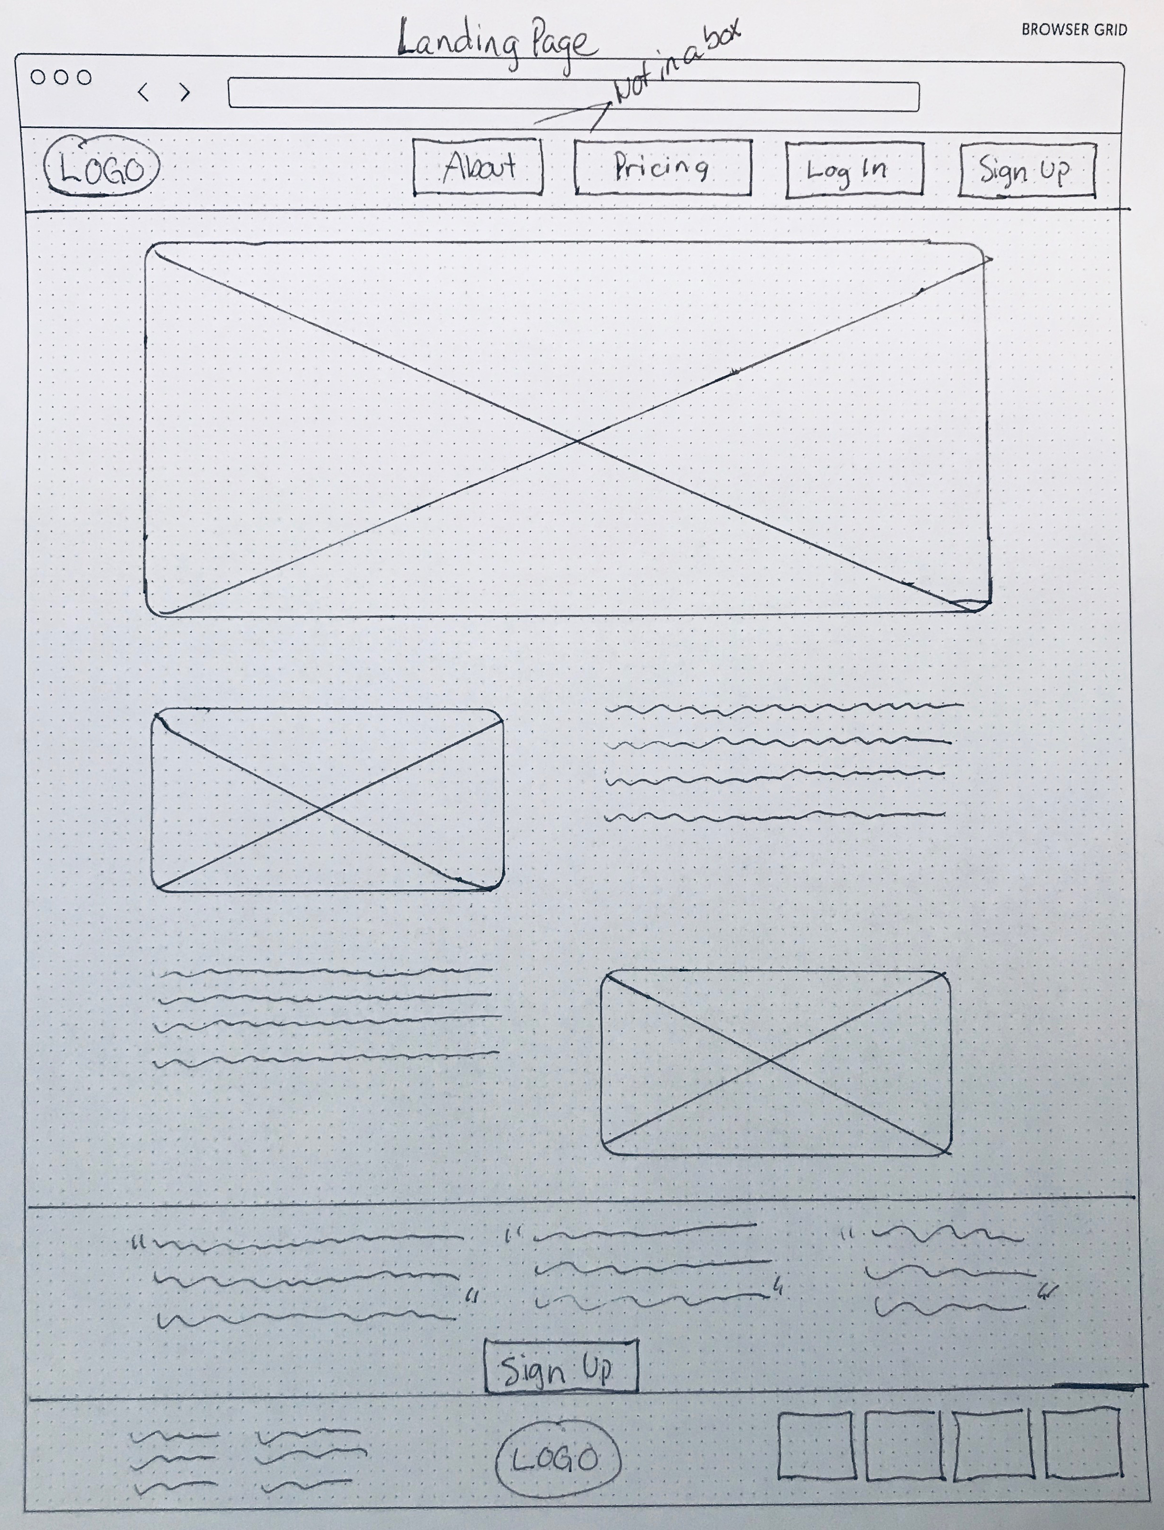 Landing Page
BROWSER GRID
Not in a box
LOGO
About
Pricing
Log In
Sign Up
Sign Up
LOGO